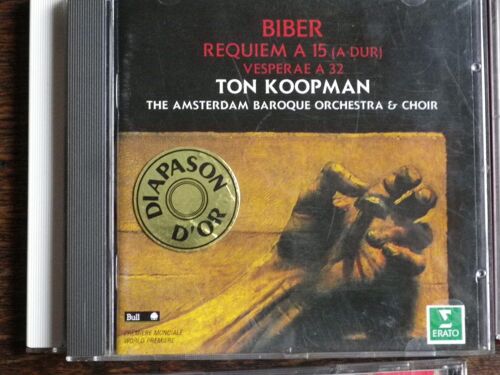 BIBER
REQUIEM A 15 (A-DUR)
VESPERAE A 32
TON KOOPMAN
THE AMSTERDAM BAROQUE ORCHESTRA & CHOIR
DIAPASON
D'OR
Bull
PREMIERE MONDIALE
WORLD PREMIERE
ERATO